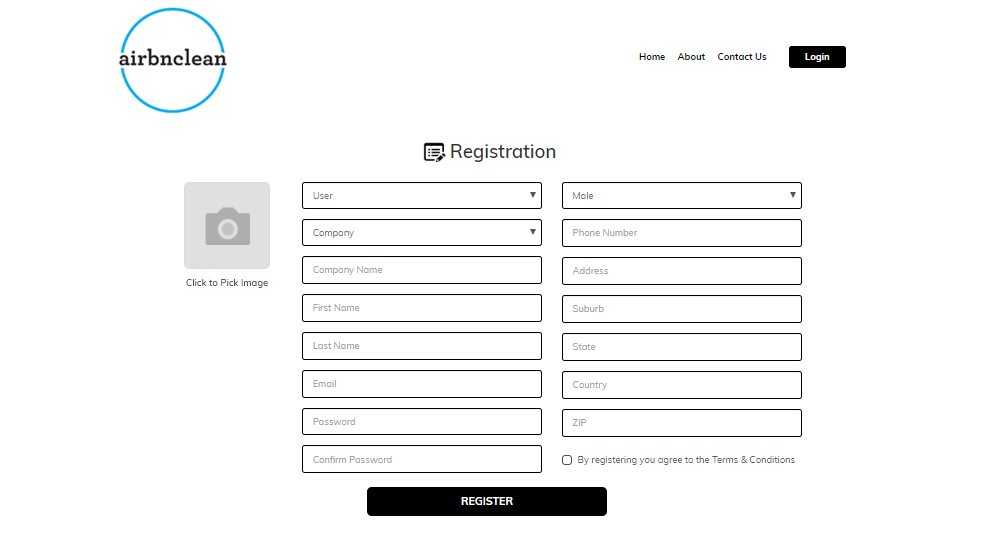 airbnclean
Home About Contact Us Login
Registration
Click to Pick Image
User
Company
Company Name
First Name
Last Name
Email
Password
Confirm Password
Male
Phone Number
Address
Suburb
State
Country
ZIP
By registering you agree to the Terms & Conditions
REGISTER